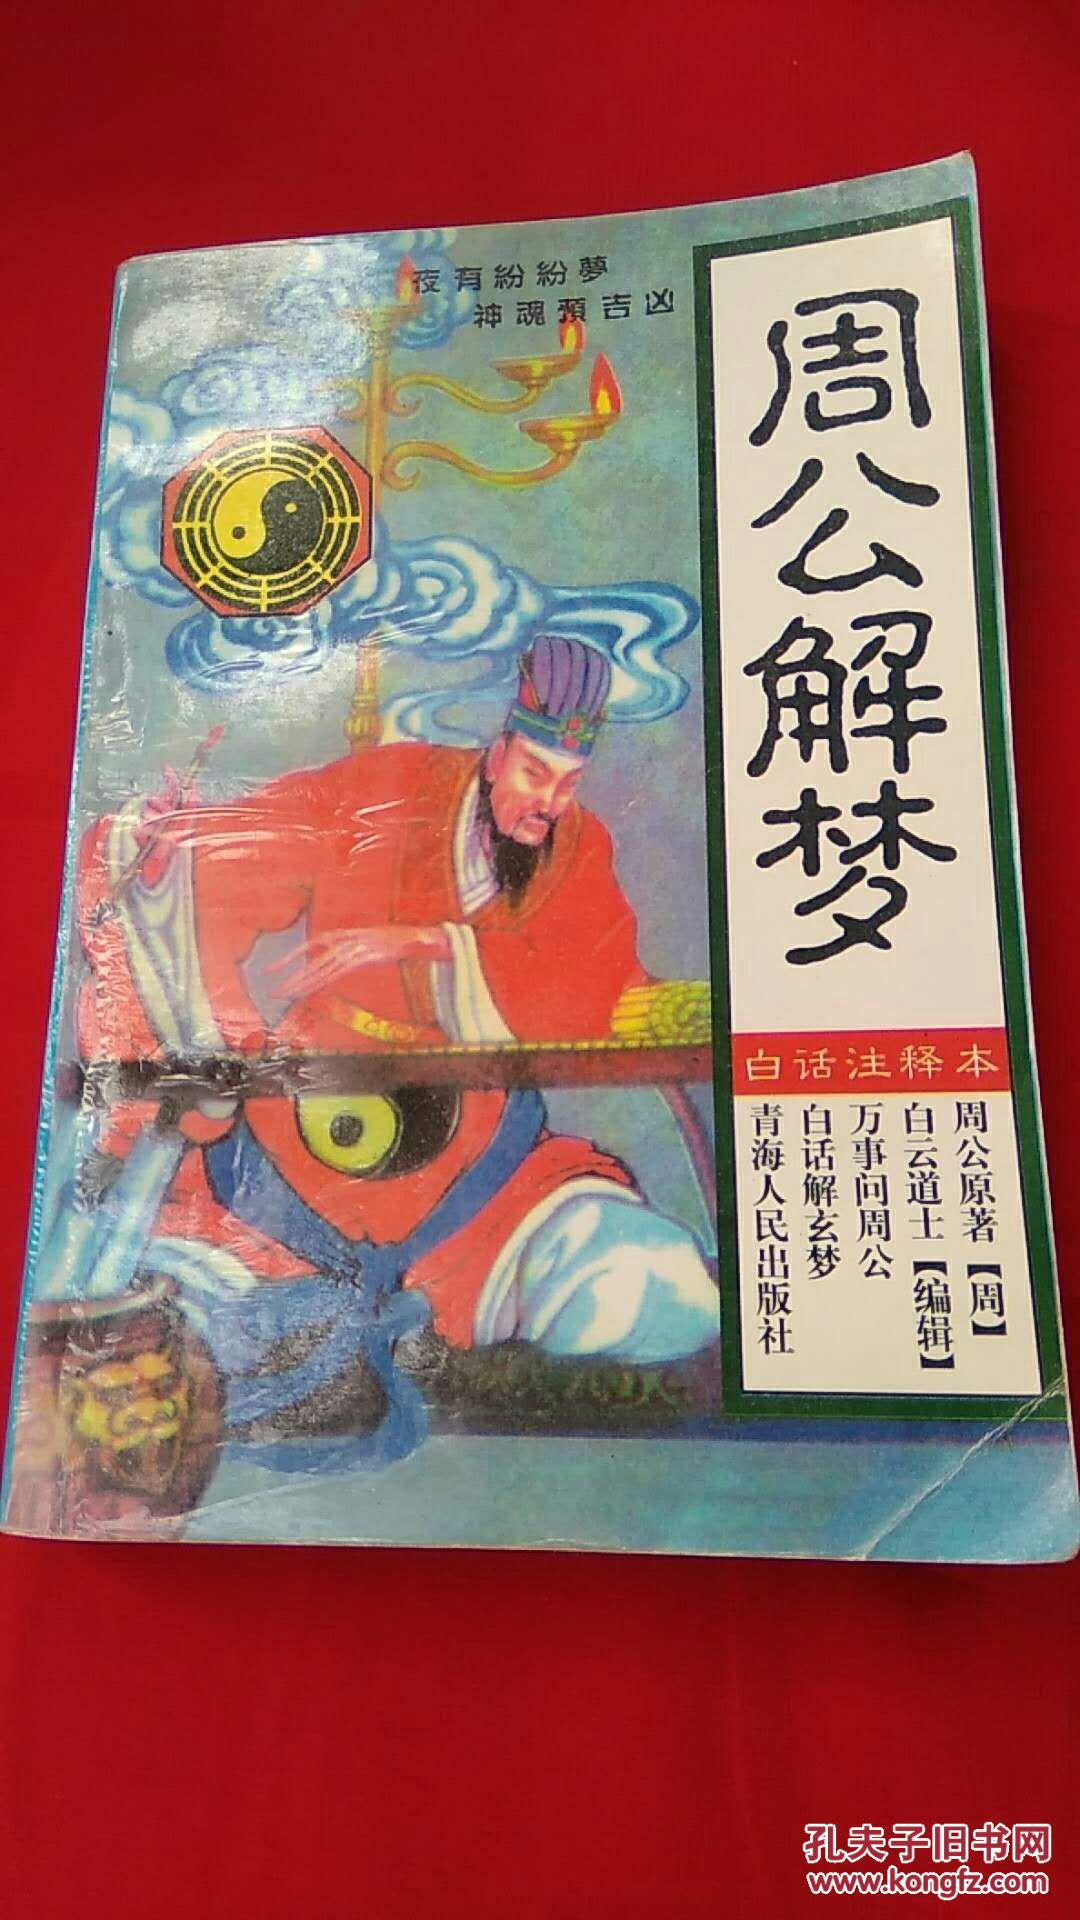 夜有紛紛夢
神魂預吉凶
周公解梦
白话注释本
周公原著【周】
白云道士【编辑】
万事问周公
白话解玄梦
青海人民出版社
孔夫子旧书网
www.kongfz.com